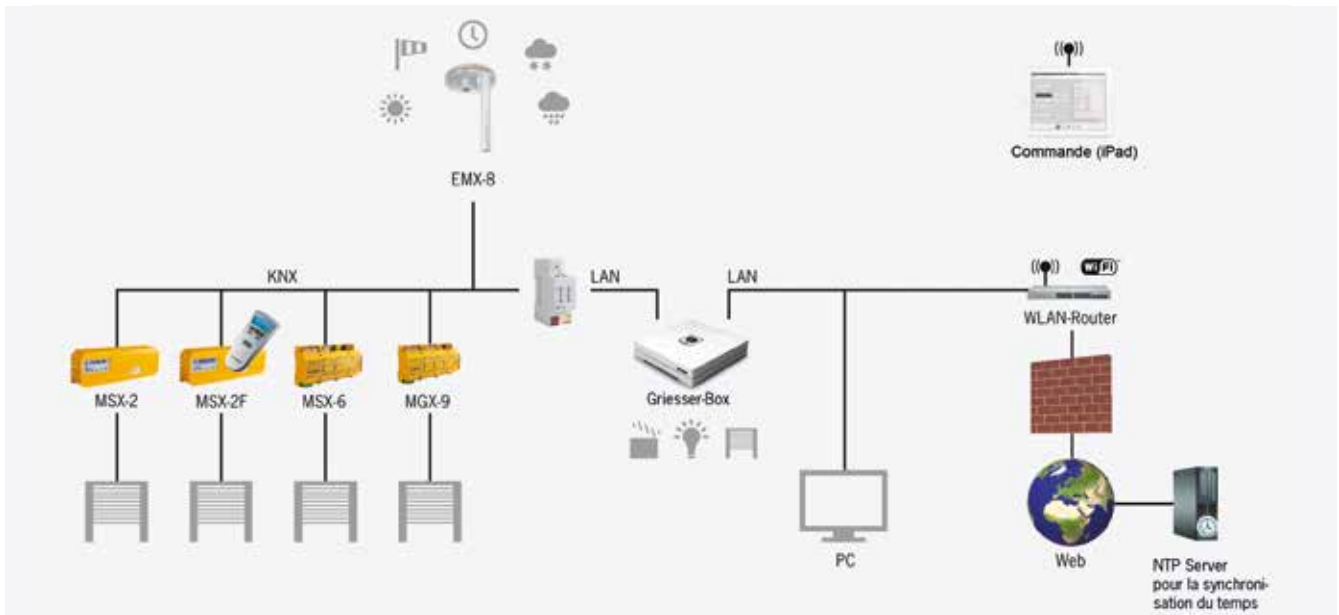 EMX-8
Commande (iPad)
KNX
LAN
LAN
WiFi
WLAN-Router
MSX-2
MSX-2F
MSX-6
MGX-9
Griesser-Box
PC
Web
NTP Server
pour la synchroni-
sation du temps